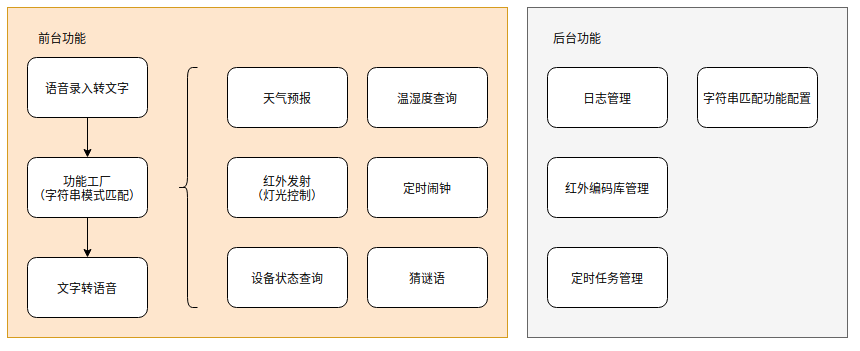 前台功能
语音录入转文字
功能工厂
（字符串模式匹配）
文字转语音
天气预报
温湿度查询
红外发射
（灯光控制）
定时闹钟
设备状态查询
猜谜语
后台功能
日志管理
字符串匹配功能配置
红外编码库管理
定时任务管理